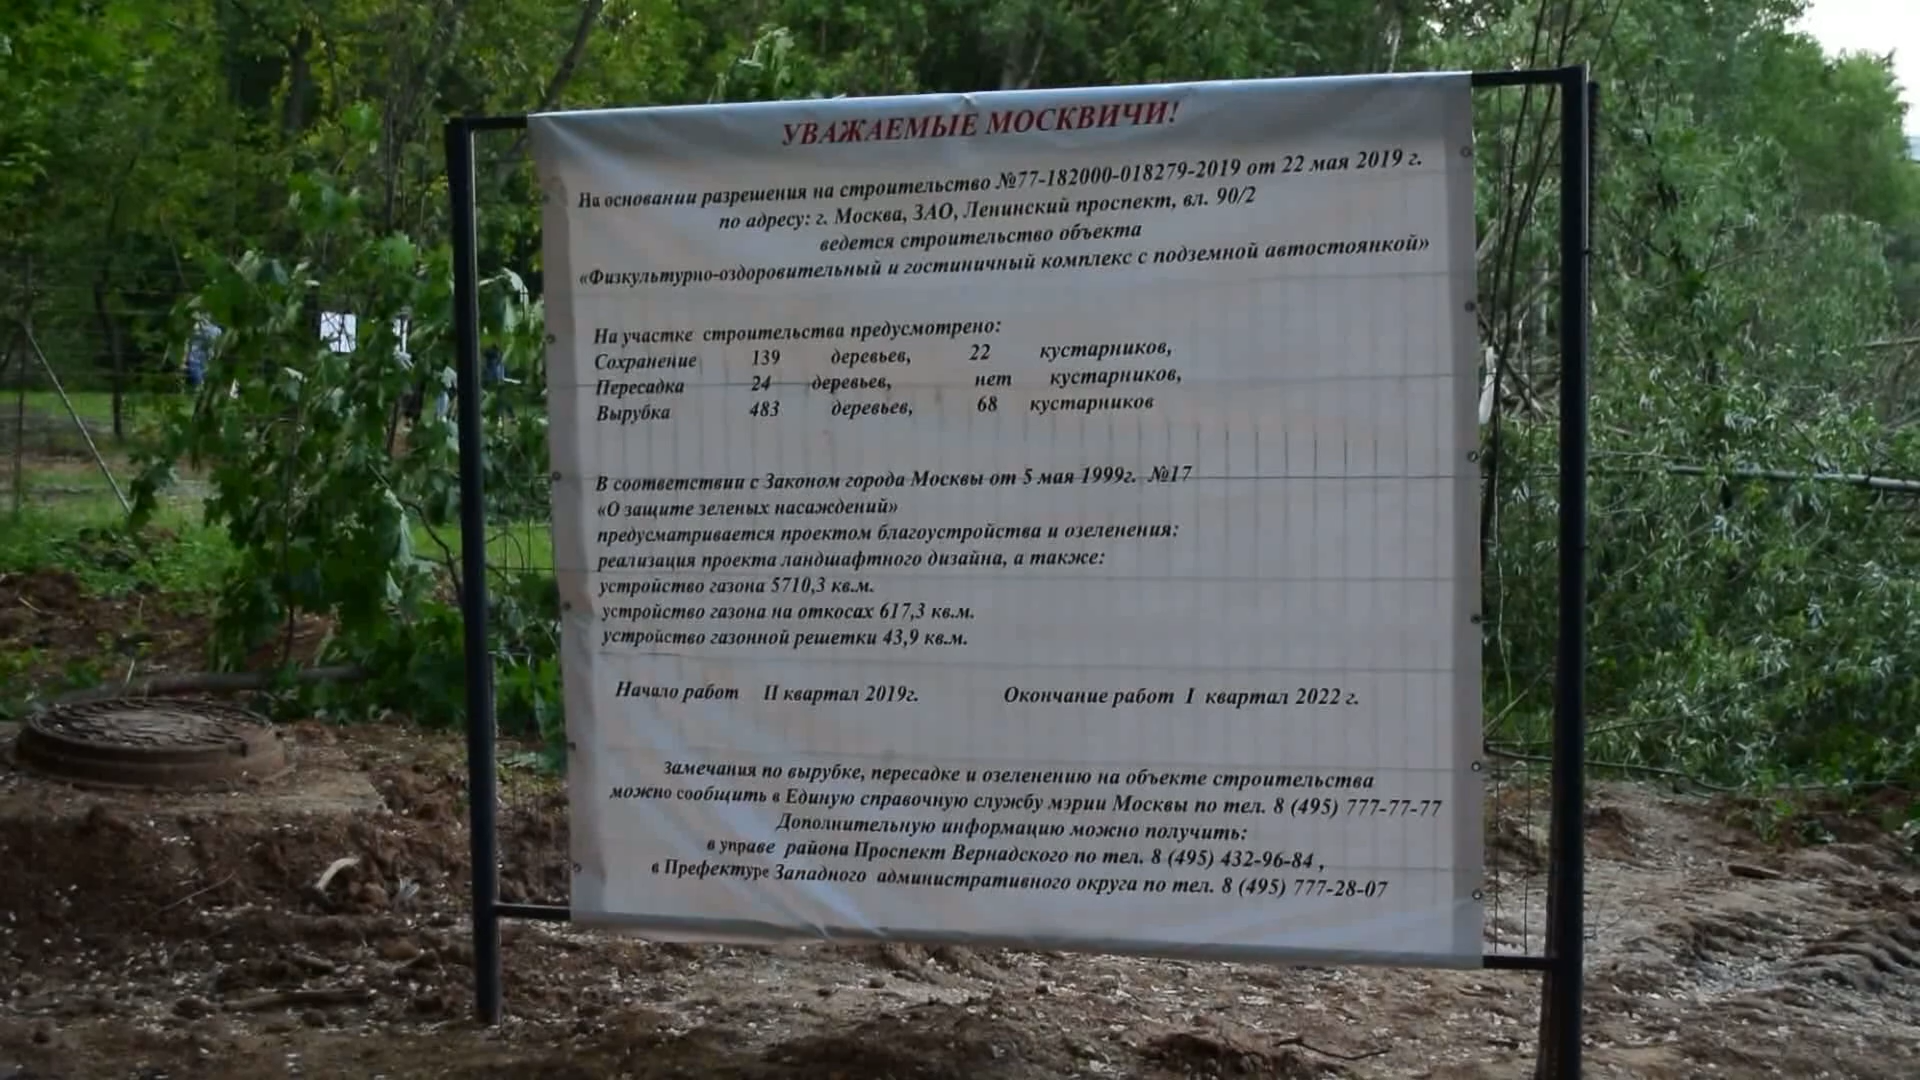 УВАЖАЕМЫЕ МОСКВИЧИ!
На основании разрешения на строительство №77-182000-018279-2019 от 22 мая 2019 г.
по адресу: г. Москва, ЗАО, Ленинский проспект, вл. 90/2
ведется строительство объекта
«Физкультурно-оздоровительный и гостиничный комплекс с подземной автостоянкой»
На участке строительства предусмотрено:
Сохранение 139 деревьев, 22 кустарников,
Пересадка 24 деревьев, нет кустарников,
Вырубка 483 деревьев, 68 кустарников
В соответствии с Законом города Москвы от 5 мая 1999г. №17
«О защите зеленых насаждений»
предусматривается проектом благоустройства и озеленения:
реализация проекта ландшафтного дизайна, а также:
устройство газона 5710,3 кв.м.
устройство газона на откосах 617,3 кв.м.
устройство газонной решетки 43,9 кв.м.
Начало работ II квартал 2019г. Окончание работ I квартал 2022 г.
Замечания по вырубке, пересадке и озеленению на объекте строительства
можно сообщить в Единую справочную службу мэрии Москвы по тел. 8 (495) 777-77-77
Дополнительную информацию можно получить:
в управе района Проспект Вернадского по тел. 8 (495) 432-96-84 ,
в Префектуре Западного административного округа по тел. 8 (495) 777-28-07